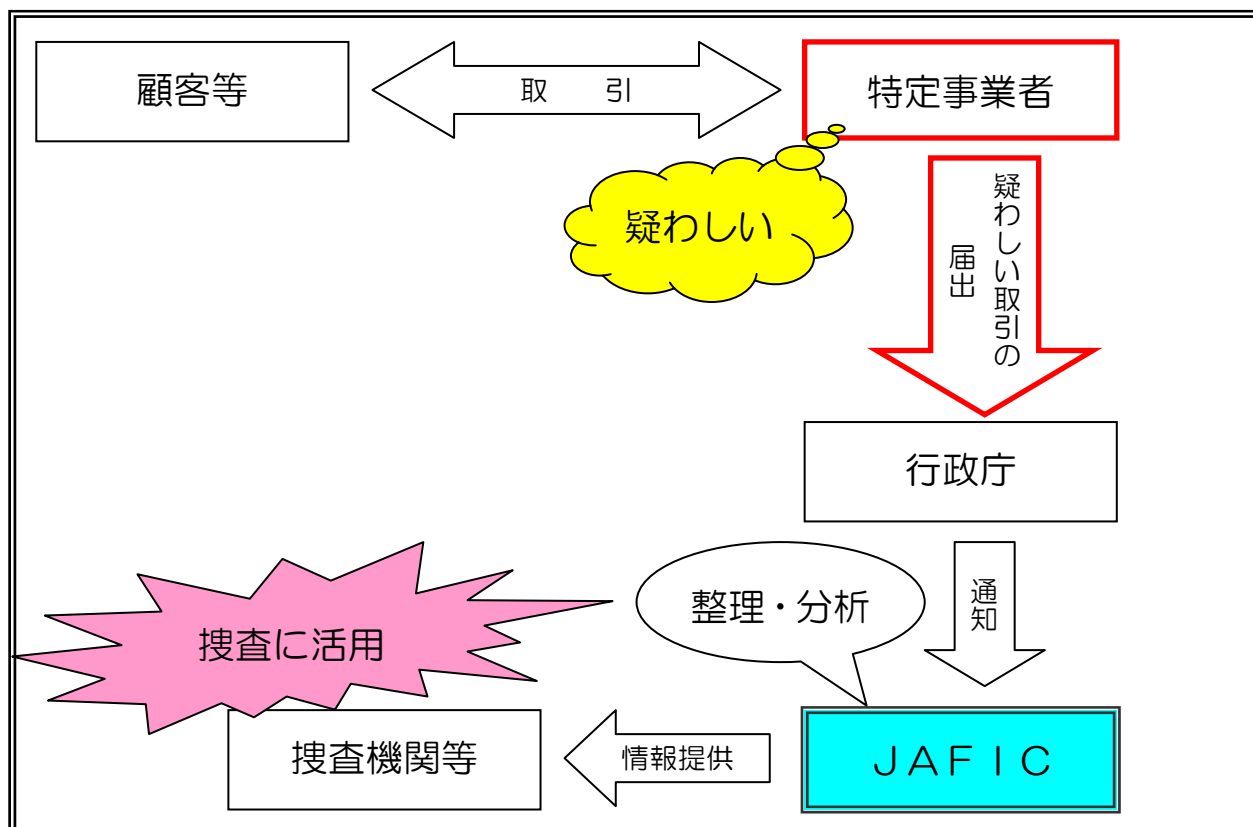 顧客等
取　引
特定事業者
疑わしい
疑わしい取引の
届出
行政庁
通知
整理・分析
捜査に活用
捜査機関等
情報提供
ＪＡＦＩＣ